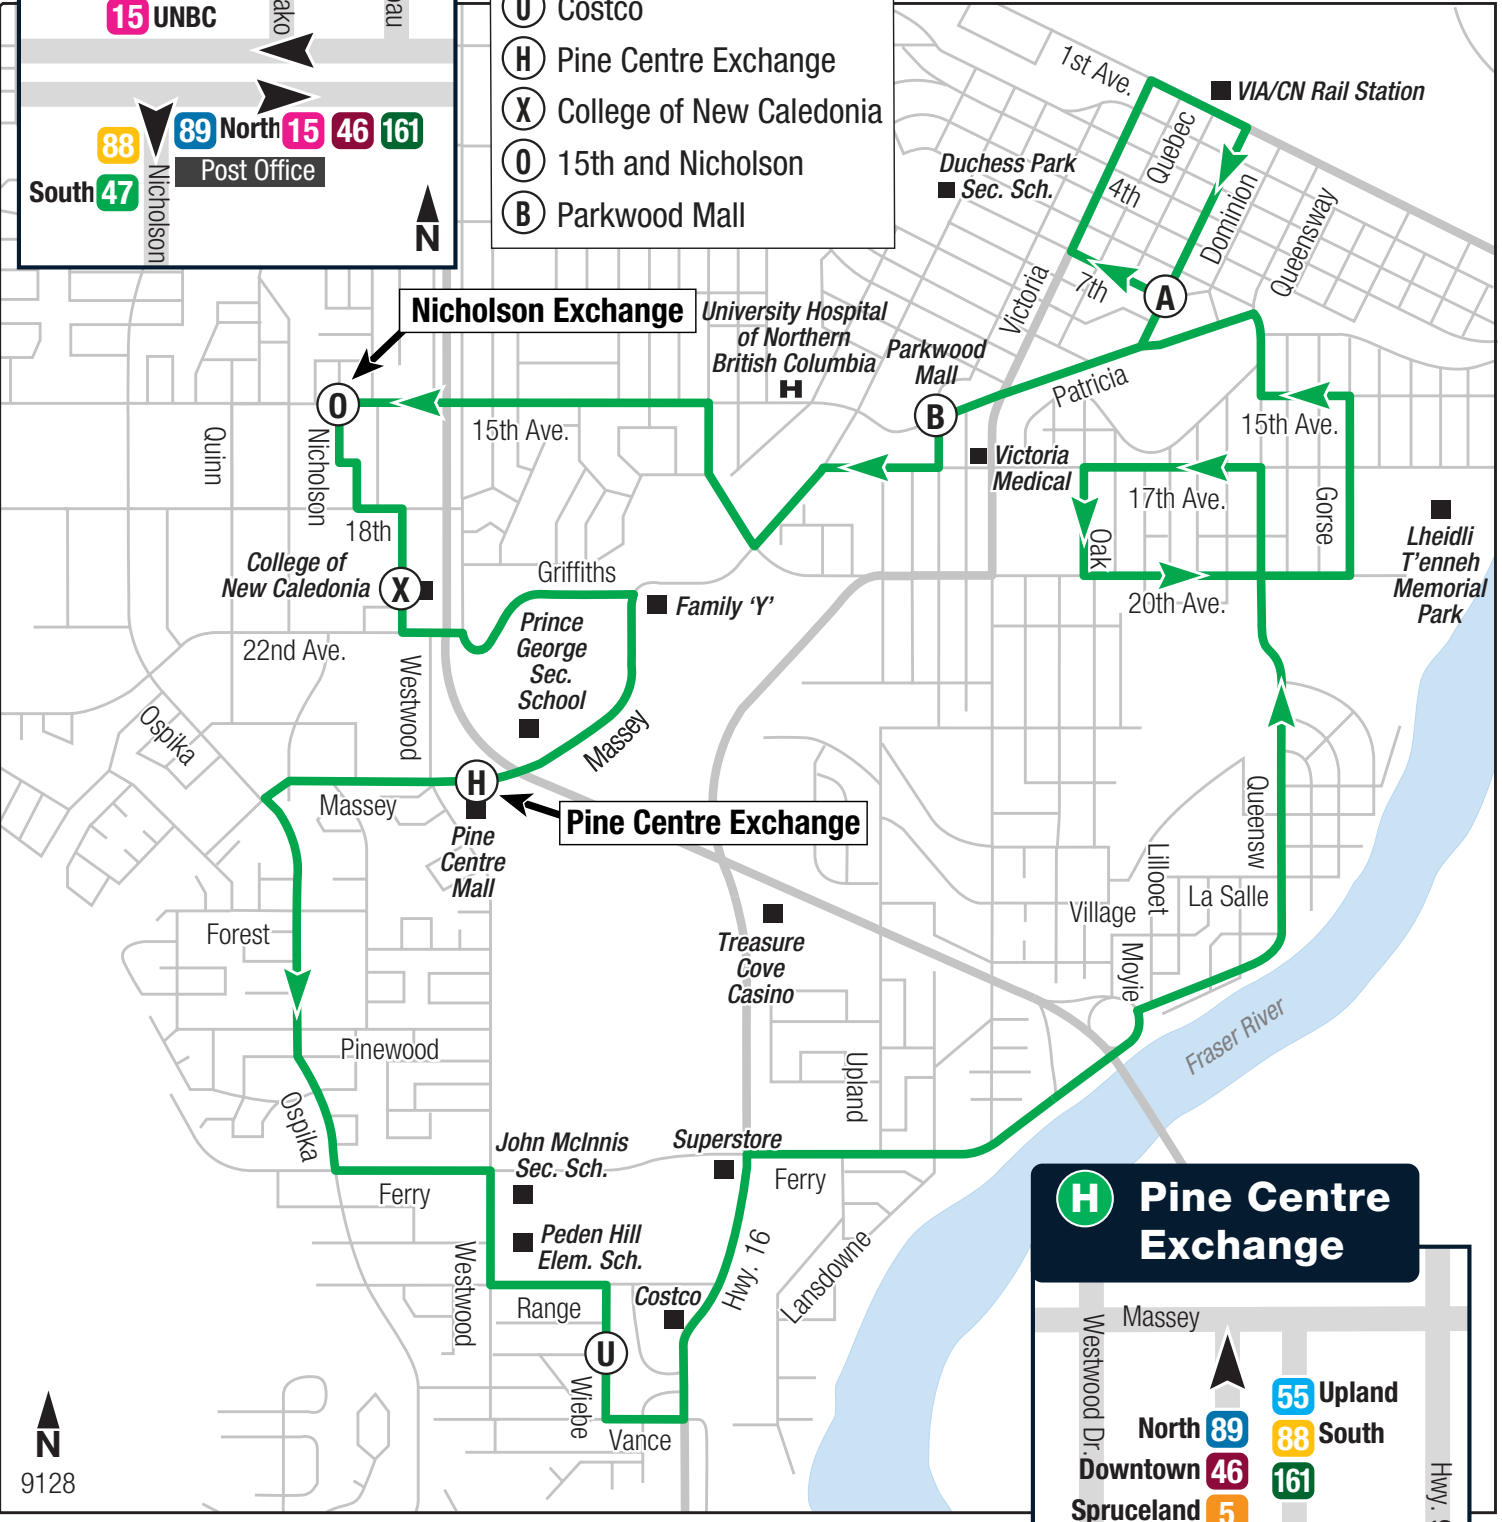 15 UNBC
ako
88
89 North 15 46 161
Post Office
South 47
Nicholson
N
U Costco
H Pine Centre Exchange
X College of New Caledonia
O 15th and Nicholson
B Parkwood Mall
1st Ave.
VIA/CN Rail Station
Quebec
Duchess Park
Sec. Sch.
4th
Dominion
Queensway
7th
A
Victoria
Nicholson Exchange
University Hospital
of Northern
British Columbia
H
Parkwood
Mall
Patricia
O
B
15th Ave.
15th Ave.
Quinn
Nicholson
Victoria
Medical
17th Ave.
Gorse
18th
Oak
Lheidli
T'enneh
Memorial
Park
College of
New Caledonia
X
Griffiths
Family 'Y'
20th Ave.
Prince
George
Sec.
School
22nd Ave.
Westwood
Ospika
Massey
H
Massey
Pine Centre Exchange
Pine
Centre
Mall
Queensw
Lillooet
La Salle
Village
Forest
Treasure
Cove
Casino
Moyie
Fraser River
Pinewood
Upland
Ospika
John McInnis
Sec. Sch.
Superstore
Ferry
Ferry
Peden Hill
Elem. Sch.
Westwood
Hwy. 16
Lansdowne
Range
Costco
U
Wiebe
Vance
N
9128
H Pine Centre
Exchange
Massey
Westwood Dr.
55 Upland
North 89
88 South
Downtown 46
161
Spruceland 5
Hwy.